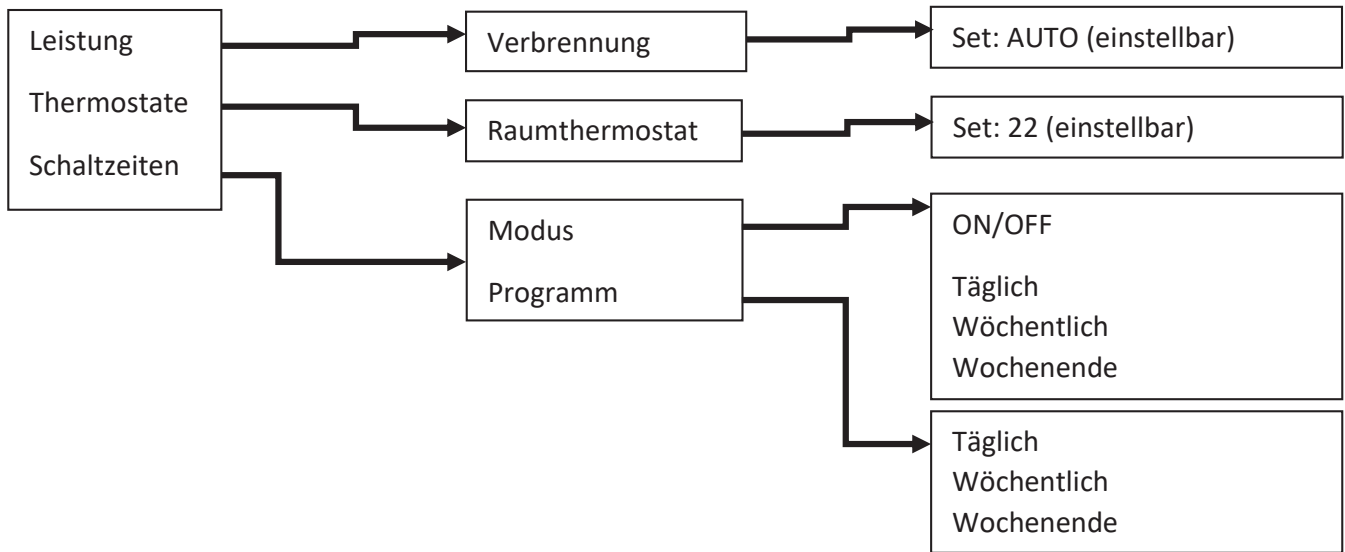 Leistung
Thermostate
Schaltzeiten
Verbrennung
Set: AUTO (einstellbar)
Raumthermostat
Set: 22 (einstellbar)
Modus
Programm
ON/OFF
Täglich
Wöchentlich
Wochenende
Täglich
Wöchentlich
Wochenende